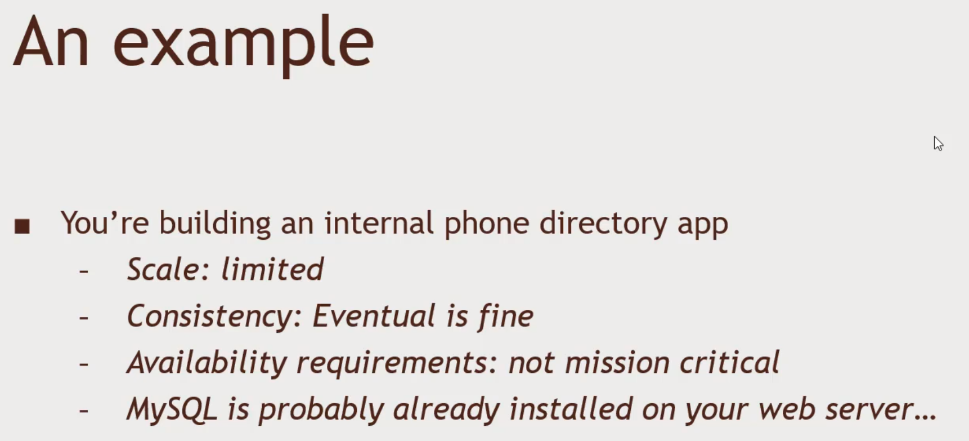 An example
■ You’re building an internal phone directory app
– Scale: limited
– Consistency: Eventual is fine
– Availability requirements: not mission critical
– MySQL is probably already installed on your web server…